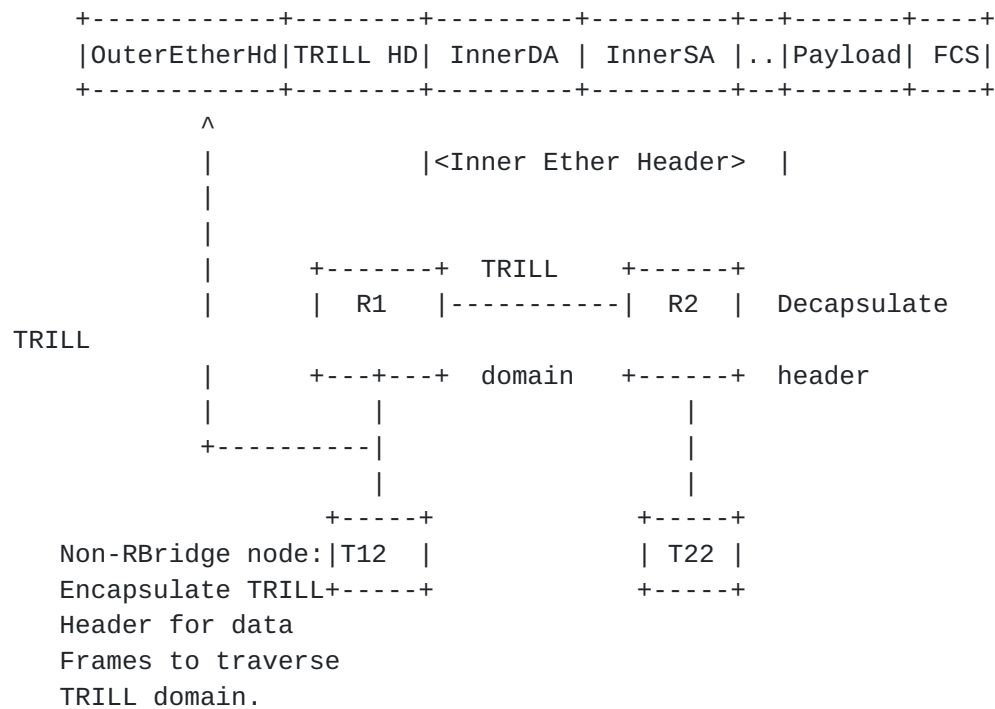 +------------+--------+---------+---------+--+-------+----+
|OuterEtherHd|TRILL HD| InnerDA | InnerSA |..|Payload| FCS|
+------------+--------+---------+---------+--+-------+----+
^
| |<Inner Ether Header> |
|
|
| +-------+ TRILL +------+
| | R1 |-----------| R2 | Decapsulate
TRILL
| +---+---+ domain +------+ header
| | |
+----------| |
| |
+-----+ +-----+
Non-RBridge node:|T12 | | T22 |
Encapsulate TRILL+-----+ +-----+
Header for data
Frames to traverse
TRILL domain.